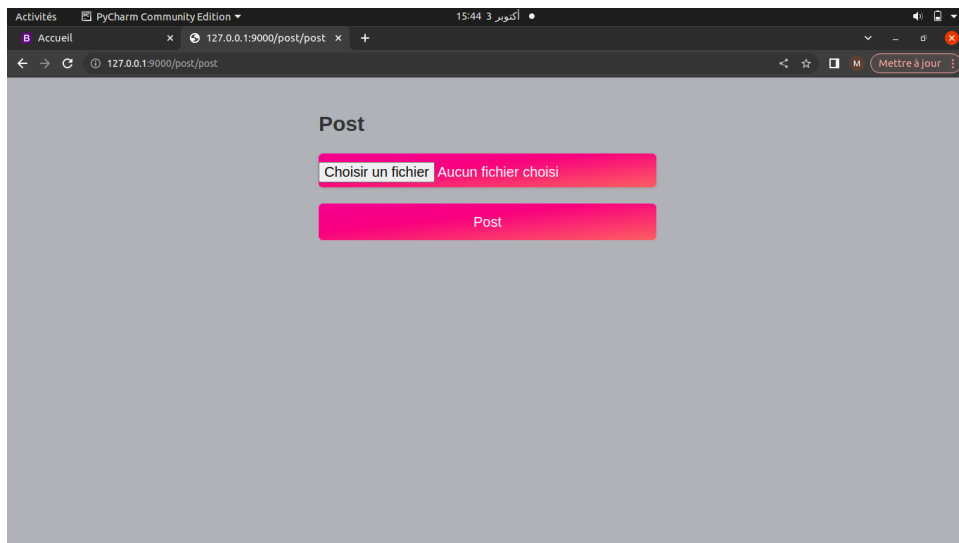 Activités PyCharm Community Edition 15:44 3 أكتوبر
B Accueil 127.0.0.1:9000/post/post
127.0.0.1:9000/post/post M Mettre à jour
Post
Choisir un fichier Aucun fichier choisi
Post